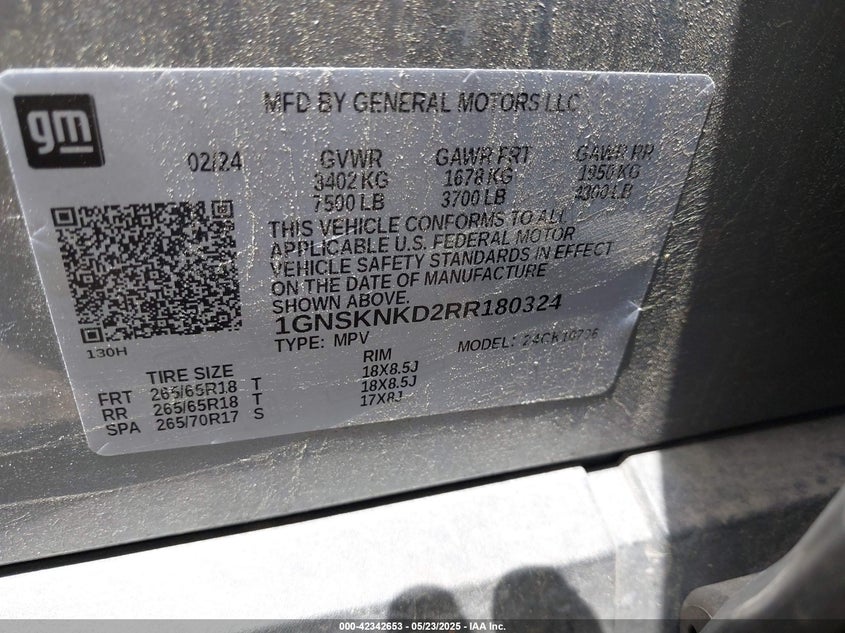 gm
MFD BY GENERAL MOTORS LLC
02/24 GVWR GAWR FRT GAWR RR
3402 KG 1678 KG 1950 KG
7500 LB 3700 LB 4300 LB
THIS VEHICLE CONFORMS TO ALL
APPLICABLE U.S. FEDERAL MOTOR
VEHICLE SAFETY STANDARDS IN EFFECT
ON THE DATE OF MANUFACTURE
SHOWN ABOVE.
1GNSKNKD2RR180324
130H
TYPE: MPV MODEL:
TIRE SIZE RIM
FRT 265/65R18 T 18X8.5J
RR 265/65R18 T 18X8.5J
SPA 265/70R17 S 17X8J
000-42342653 — 05/23/2025 — IAA Inc.